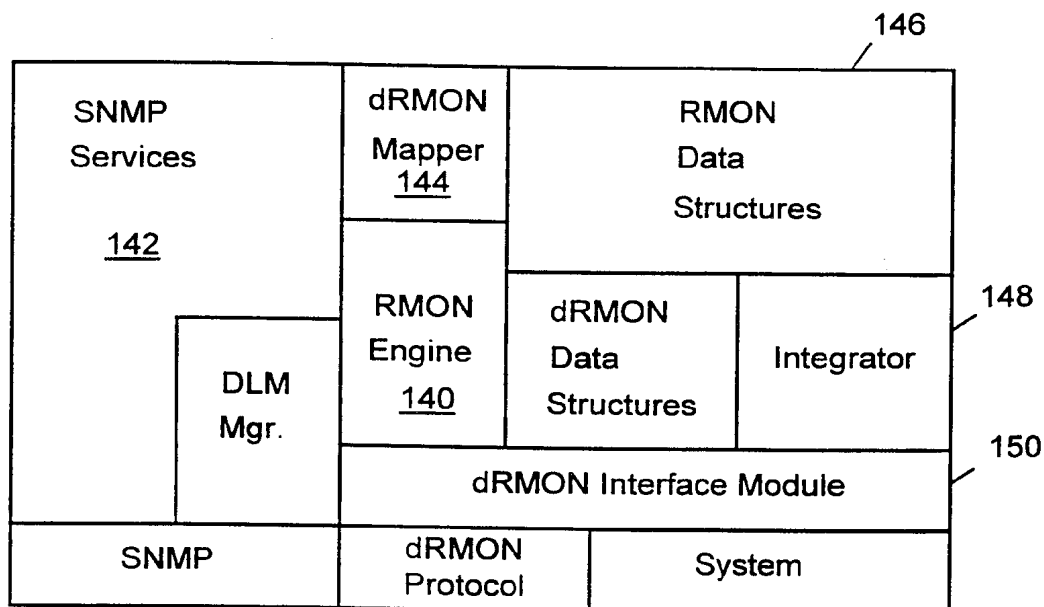 146
SNMP
Services
142
dRMON
Mapper
144
RMON
Data
Structures
RMON
Engine
140
dRMON
Data
Structures
Integrator
148
DLM
Mgr.
150
dRMON Interface Module
SNMP
dRMON
Protocol
System